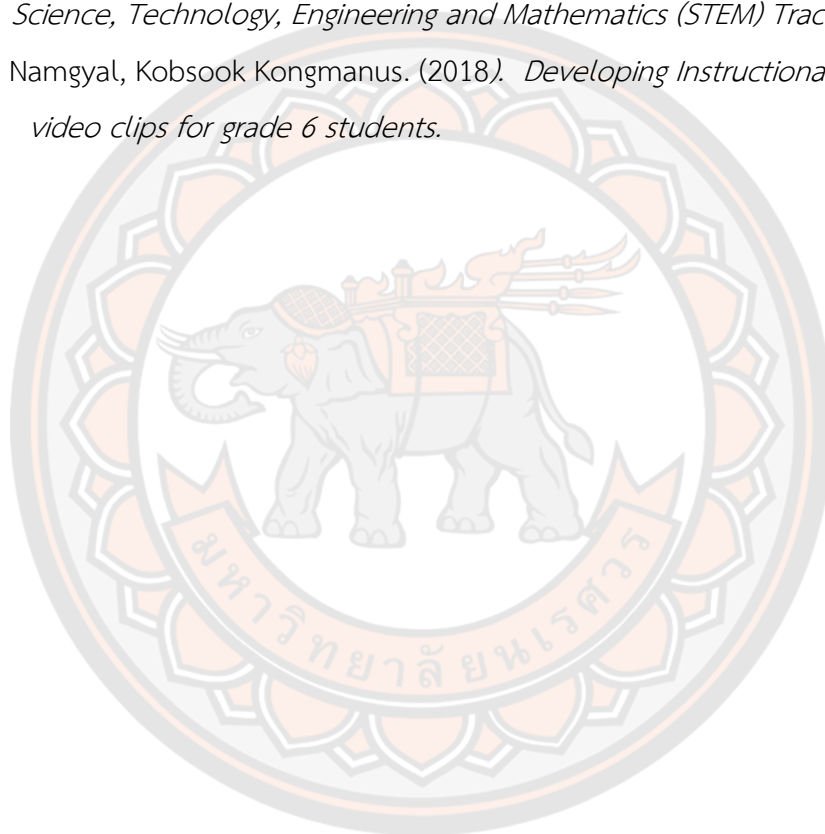 Science, Technology, Engineering and Mathematics (STEM) Trac
Namgyal, Kobsook Kongmanus. (2018). Developing Instructiona
video clips for grade 6 students.
มหาวิทยาลัยนเรศวร